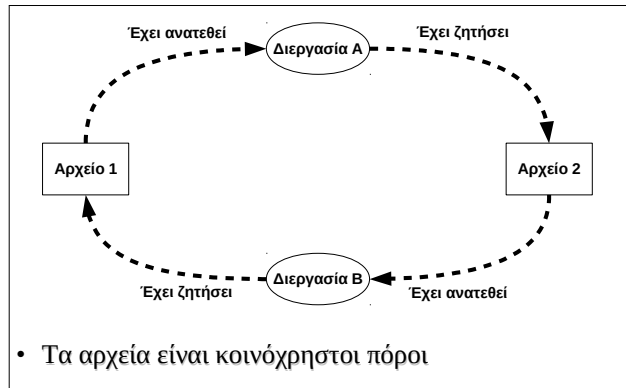 Έχει ανατεθεί
Διεργασία Α
Έχει ζητήσει
Αρχείο 1
Αρχείο 2
Έχει ζητήσει
Διεργασία Β
Έχει ανατεθεί
• Τα αρχεία είναι κοινόχρηστοι πόροι